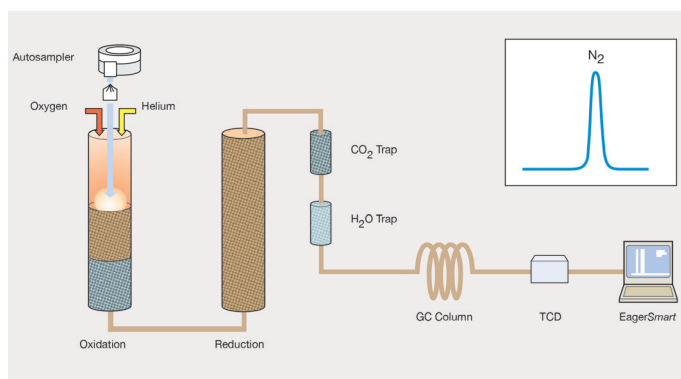 Autosampler
Oxygen
Helium
CO2 Trap
H2O Trap
N2
GC Column
TCD
EagerSmart
Oxidation
Reduction